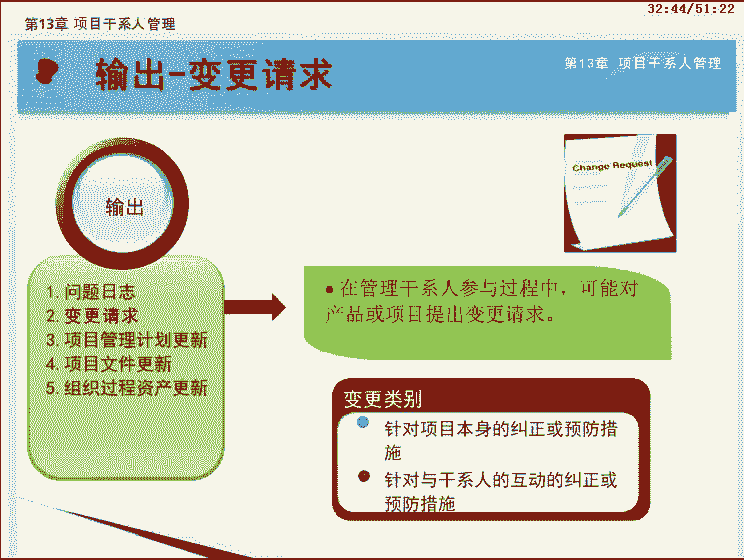 32:44/51:22
第13章 项目干系人管理
输出-变更请求
第13章 项目干系人管理
Change Request
输出
1. 问题日志
2. 变更请求
3. 项目管理计划更新
4. 项目文件更新
5. 组织过程资产更新
在管理干系人参与过程中，可能对
产品或项目提出变更请求。
变更类别
针对项目本身的纠正或预防措
施
针对与干系人的互动的纠正或
预防措施